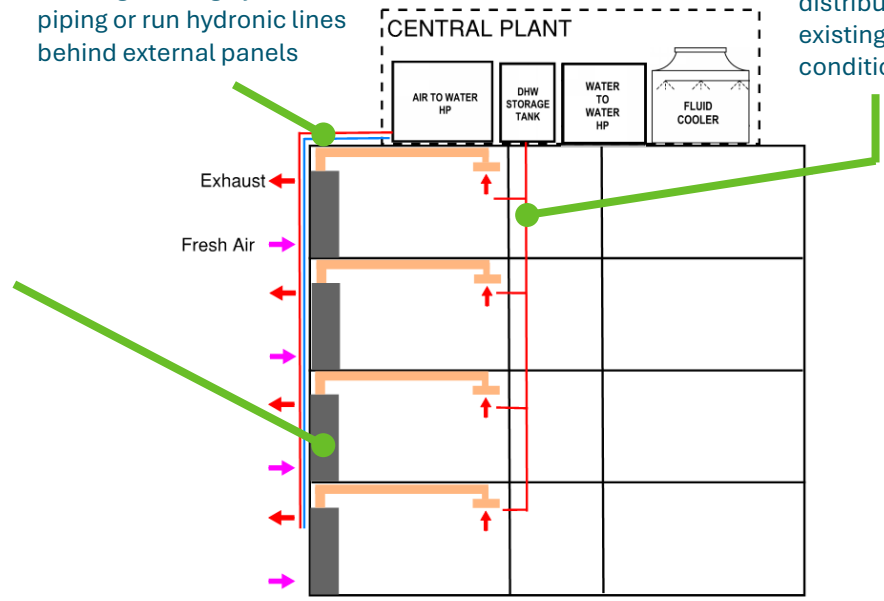 piping or run hydronic lines
behind external panels
existing
CENTRAL PLANT
AIR TO WATER
HP
DHW
STORAGE
TANK
WATER
TO
WATER
HP
FLUID
COOLER
Exhaust
Fresh Air